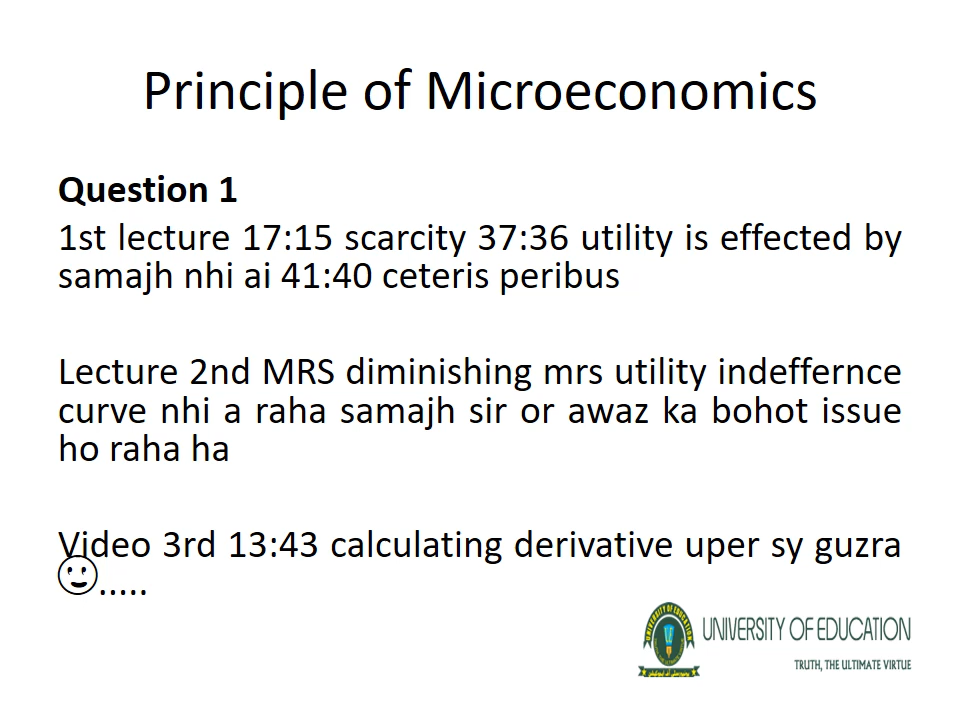 Principle of Microeconomics
Question 1
1st lecture 17:15 scarcity 37:36 utility is effected by
samajh nhi ai 41:40 ceteris peribus
Lecture 2nd MRS diminishing mrs utility indeffernce
curve nhi a raha samajh sir or awaz ka bohot issue
ho raha ha
Video 3rd 13:43 calculating derivative uper sy guzra
.....
UNIVERSITY OF EDUCATION
UNIVERSITY OF EDUCATION
TRUTH, THE ULTIMATE VIRTUE